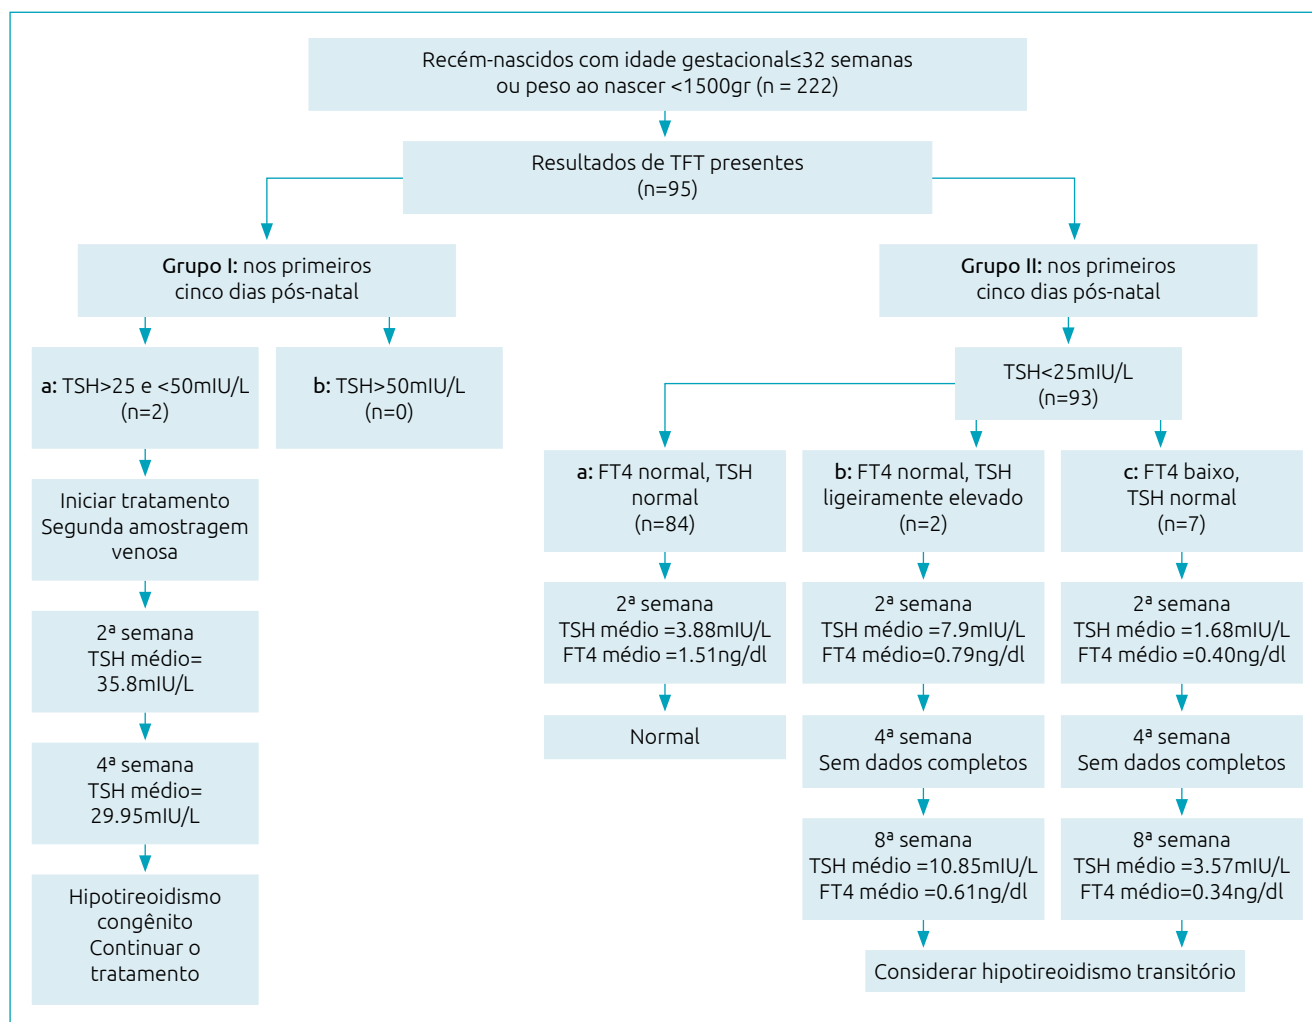 Recém-nascidos com idade gestacional≤32 semanas
ou peso ao nascer <1500gr (n = 222)
Resultados de TFT presentes
(n=95)
Grupo I: nos primeiros
cinco dias pós-natal
Grupo II: nos primeiros
cinco dias pós-natal
a: TSH>25 e <50mIU/L
(n=2)
b: TSH>50mIU/L
(n=0)
TSH<25mIU/L
(n=93)
Iniciar tratamento
Segunda amostragem
venosa
2ª semana
TSH médio=
35.8mIU/L
4ª semana
TSH médio=
29.95mIU/L
Hipotireoidismo
congênito
Continuar o
tratamento
a: FT4 normal, TSH
normal
(n=84)
2ª semana
TSH médio =3.88mIU/L
FT4 médio =1.51ng/dl
Normal
b: FT4 normal, TSH
ligeiramente elevado
(n=2)
2ª semana
TSH médio =7.9mIU/L
FT4 médio=0.79ng/dl
4ª semana
Sem dados completos
8ª semana
TSH médio =10.85mIU/L
FT4 médio =0.61ng/dl
c: FT4 baixo,
TSH normal
(n=7)
2ª semana
TSH médio =1.68mIU/L
FT4 médio =0.40ng/dl
4ª semana
Sem dados completos
8ª semana
TSH médio =3.57mIU/L
FT4 médio=0.34ng/dl
Considerar hipotireoidismo transitório